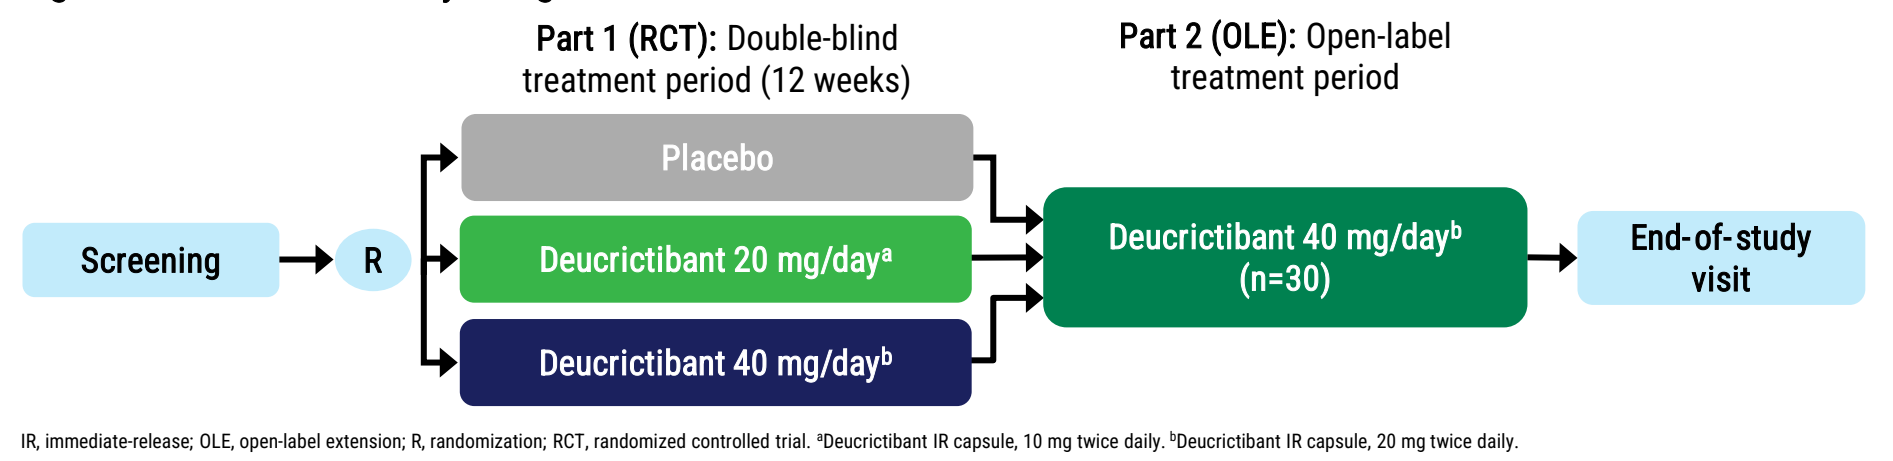 Part 1 (RCT): Double-blind
treatment period (12 weeks)
Part 2 (OLE): Open-label
treatment period
Placebo
Screening
R
Deucrictibant 20 mg/dayᵃ
Deucrictibant 40 mg/dayᵇ
Deucrictibant 40 mg/dayᵇ
(n=30)
End-of-study
visit
IR, immediate-release; OLE, open-label extension; R, randomization; RCT, randomized controlled trial. ᵃDeucrictibant IR capsule, 10 mg twice daily. ᵇDeucrictibant IR capsule, 20 mg twice daily.